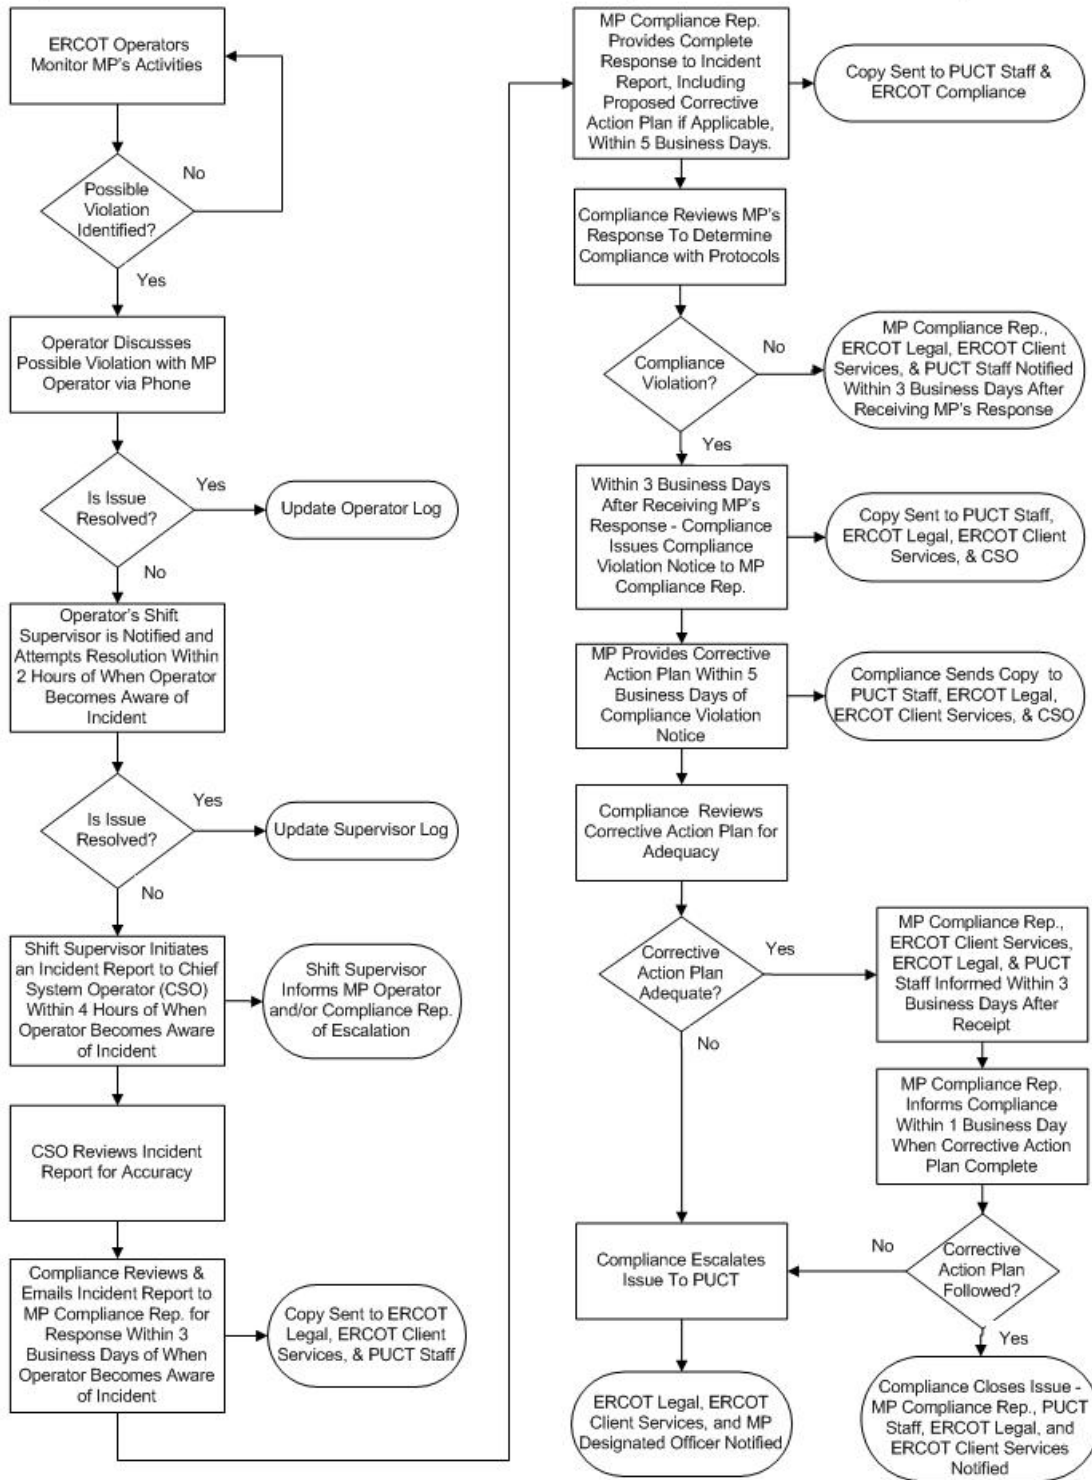 ERCOT Operators
Monitor MP's Activities
No
Possible
Violation
Identified?
Yes
Operator Discusses
Possible Violation with MP
Operator via Phone
Is Issue
Resolved?
Yes
Update Operator Log
No
Operator's Shift
Supervisor is Notified and
Attempts Resolution Within
2 Hours of When Operator
Becomes Aware of
Incident
Is Issue
Resolved?
Yes
Update Supervisor Log
No
Shift Supervisor Initiates
an Incident Report to Chief
System Operator (CSO)
Within 4 Hours of When
Operator Becomes Aware
of Incident
Shift Supervisor
Informs MP Operator
and/or Compliance Rep.
of Escalation
CSO Reviews Incident
Report for Accuracy
Compliance Reviews &
Emails Incident Report to
MP Compliance Rep. for
Response Within 3
Business Days of When
Operator Becomes Aware
of Incident
Copy Sent to ERCOT
Legal, ERCOT Client
Services, & PUCT Staff
MP Compliance Rep.
Provides Complete
Response to Incident
Report, Including
Proposed Corrective
Action Plan if Applicable,
Within 5 Business Days.
Copy Sent to PUCT Staff &
ERCOT Compliance
Compliance Reviews MP's
Response To Determine
Compliance with Protocols
Compliance
Violation?
No
MP Compliance Rep.,
ERCOT Legal, ERCOT Client
Services, & PUCT Staff Notified
Within 3 Business Days After
Receiving MP's Response
Yes
Within 3 Business Days
After Receiving MP's
Response - Compliance
Issues Compliance
Violation Notice to MP
Compliance Rep.
Copy Sent to PUCT Staff,
ERCOT Legal, ERCOT Client
Services, & CSO
MP Provides Corrective
Action Plan Within 5
Business Days of
Compliance Violation
Notice
Compliance Sends Copy to
PUCT Staff, ERCOT Legal,
ERCOT Client Services, & CSO
Compliance Reviews
Corrective Action Plan for
Adequacy
Corrective
Action Plan
Adequate?
Yes
MP Compliance Rep.,
ERCOT Client Services,
ERCOT Legal, & PUCT
Staff Informed Within 3
Business Days After
Receipt
No
MP Compliance Rep.
Informs Compliance
Within 1 Business Day
When Corrective Action
Plan Complete
Corrective
Action Plan
Followed?
No
Compliance Escalates
Issue To PUCT
Yes
ERCOT Legal, ERCOT
Client Services, and MP
Designated Officer Notified
Compliance Closes Issue -
MP Compliance Rep., PUCT
Staff, ERCOT Legal, and
ERCOT Client Services
Notified